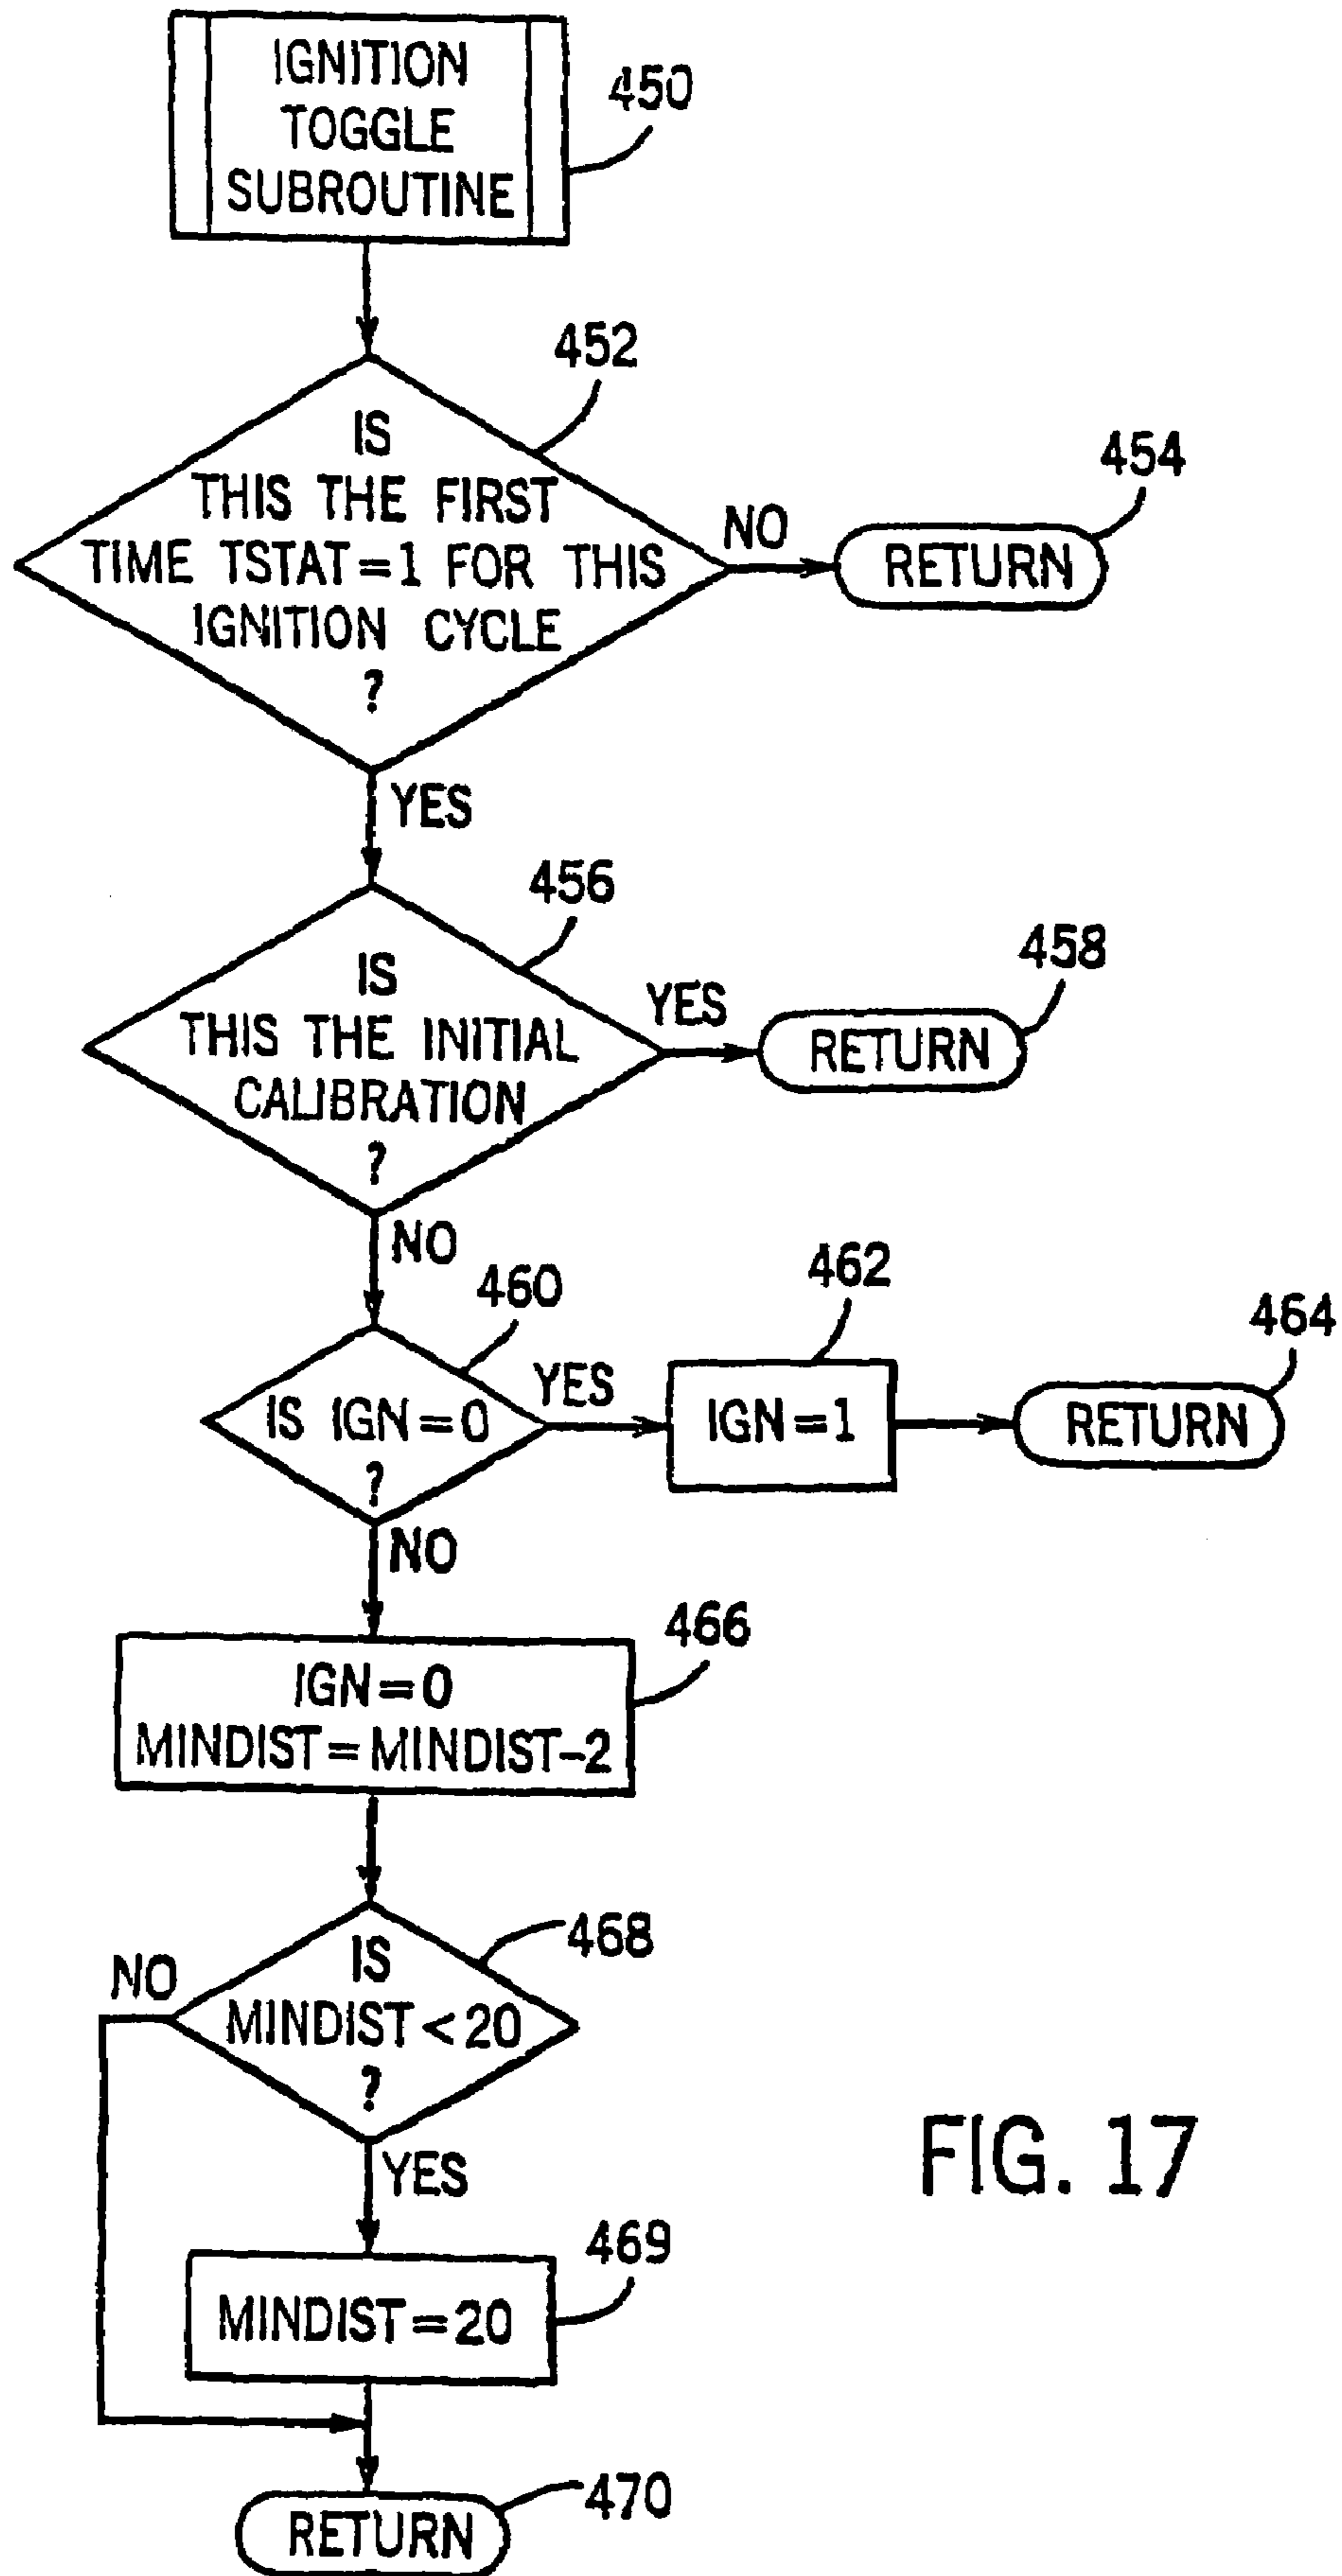 IGNITION
TOGGLE
SUBROUTINE
450
452
IS
THIS THE FIRST
TIME TSTAT=1 FOR THIS
IGNITION CYCLE
?
NO
454
RETURN
YES
456
IS
THIS THE INITIAL
CALIBRATION
?
YES
458
RETURN
NO
460
IS IGN=0
?
YES
462
IGN=1
464
RETURN
NO
466
IGN=0
MINDIST=MINDIST-2
468
IS
MINDIST<20
?
NO
YES
469
MINDIST=20
470
RETURN
FIG. 17